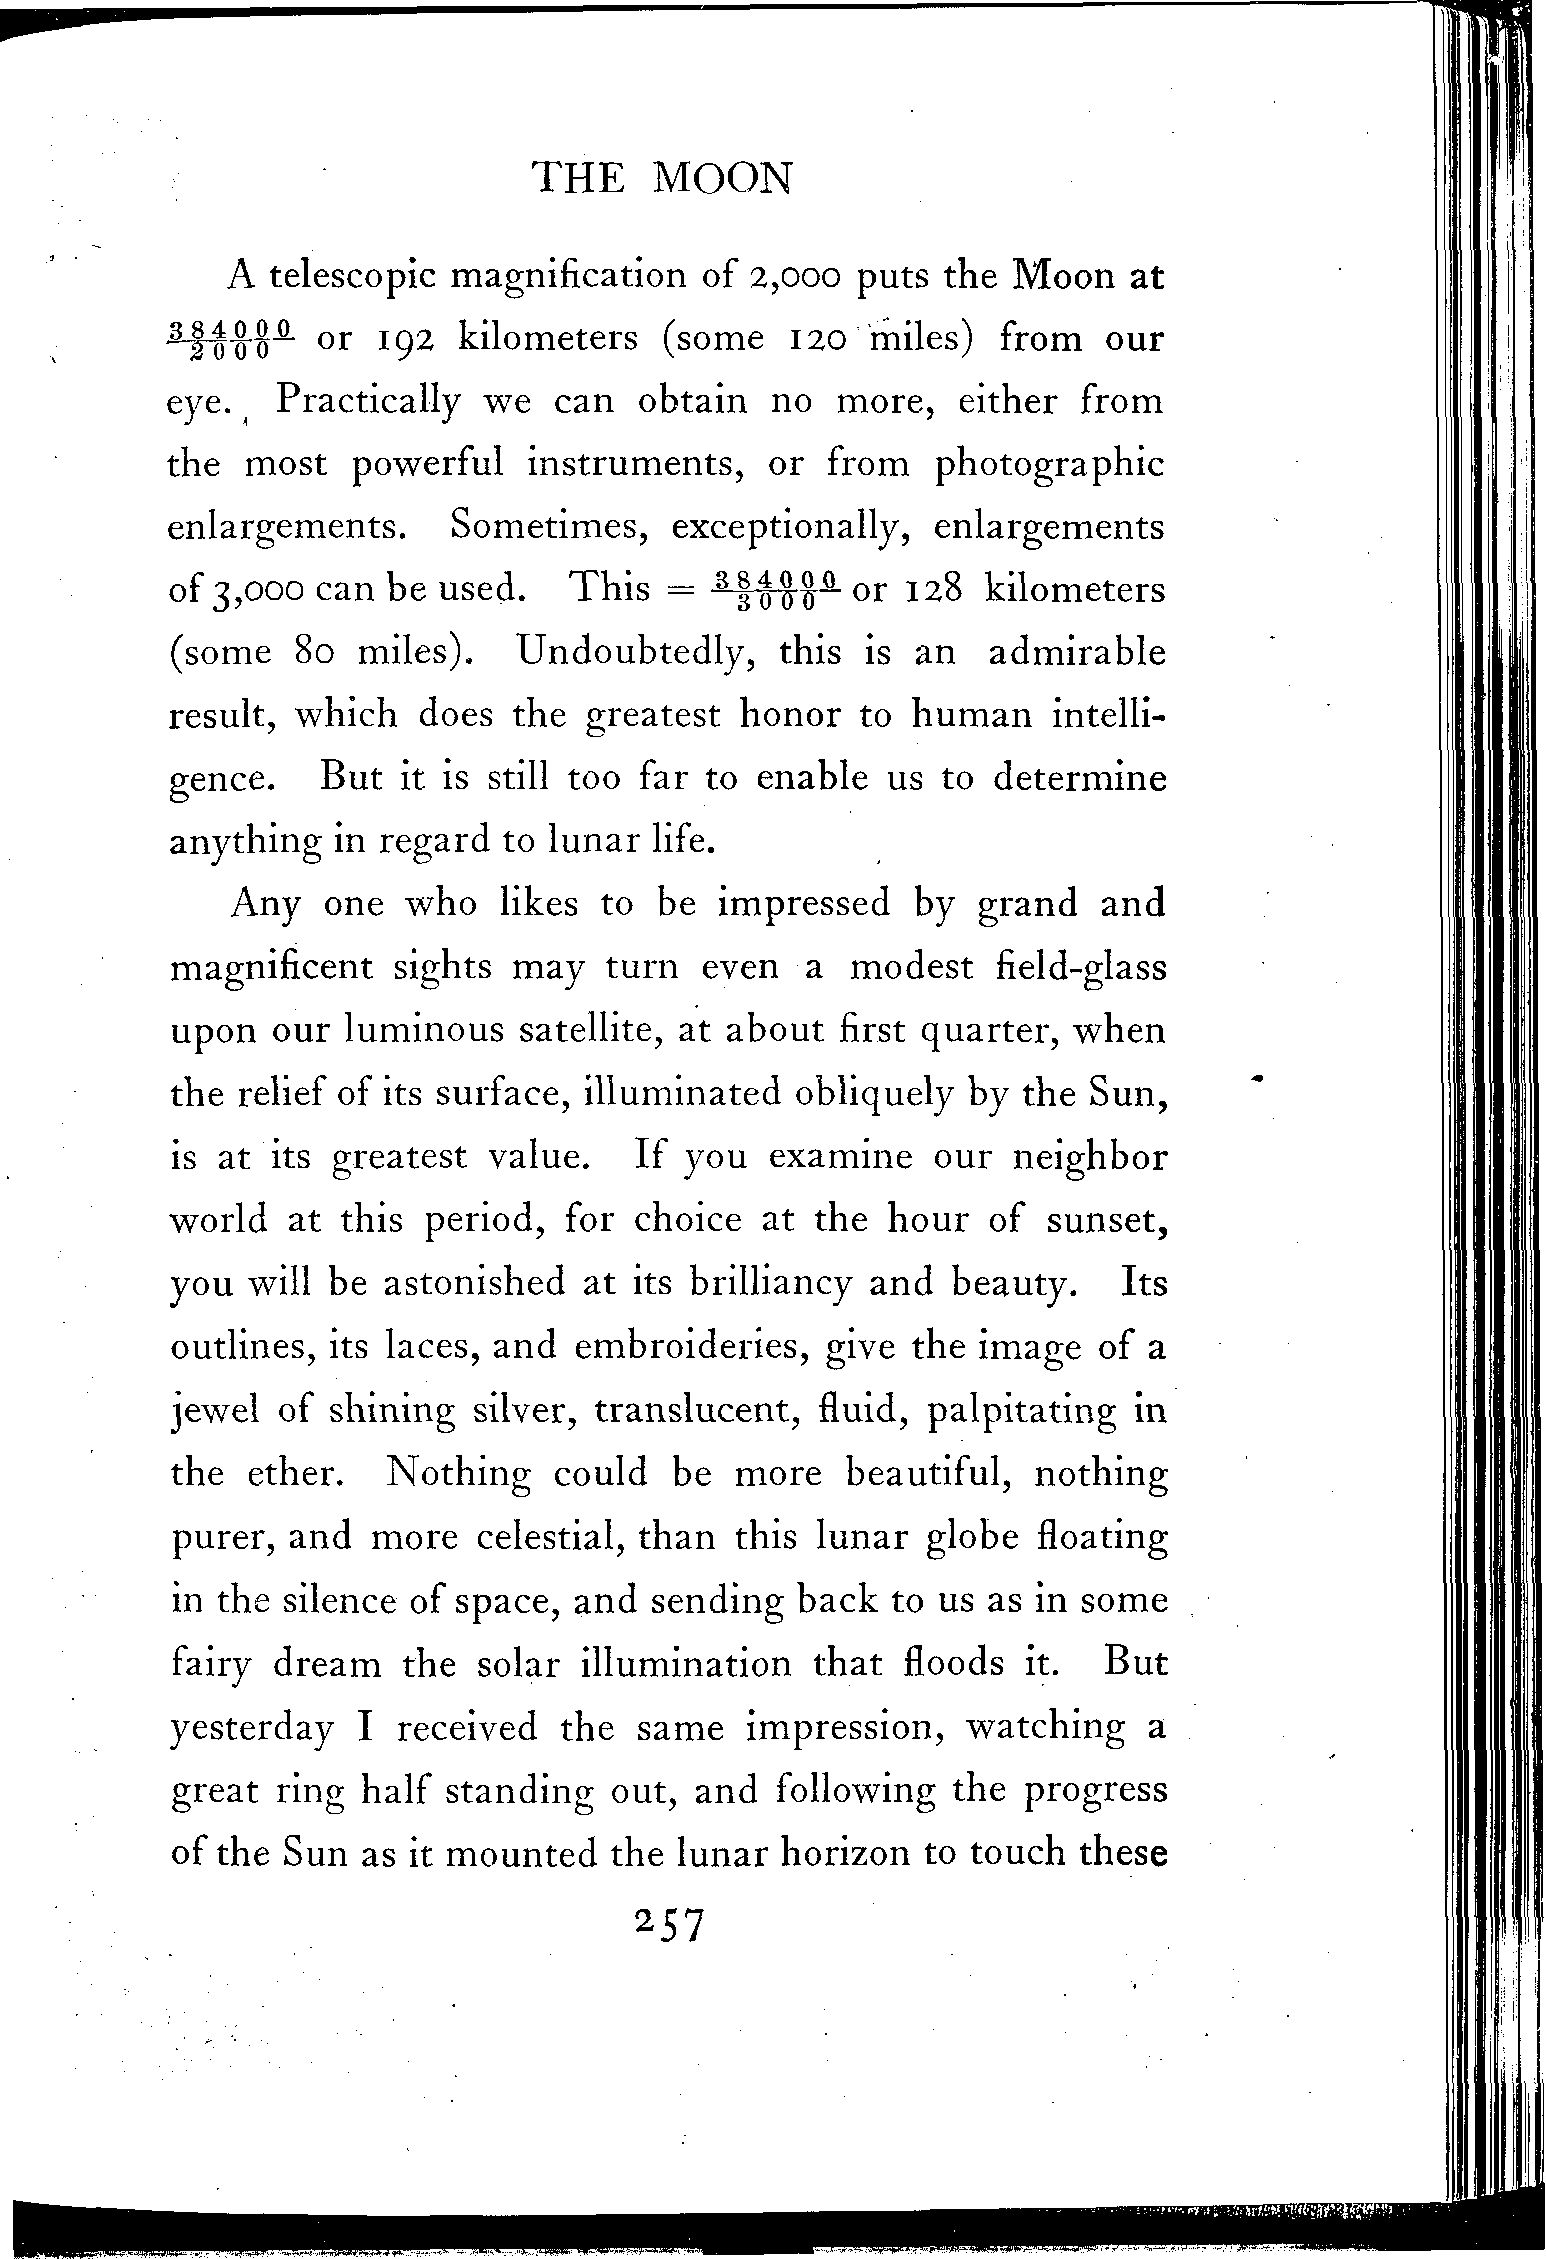 THE MOON
A telescopic magnification of 2,000 puts the Moon at
384000/2000 or 192 kilometers (some 120 miles) from our
eye. Practically we can obtain no more, either from
the most powerful instruments, or from photographic
enlargements. Sometimes, exceptionally, enlargements
of 3,000 can be used. This = 384000/3000 or 128 kilometers
(some 80 miles). Undoubtedly, this is an admirable
result, which does the greatest honor to human intelli-
gence. But it is still too far to enable us to determine
anything in regard to lunar life.
Any one who likes to be impressed by grand and
magnificent sights may turn even a modest field-glass
upon our luminous satellite, at about first quarter, when
the relief of its surface, illuminated obliquely by the Sun,
is at its greatest value. If you examine our neighbor
world at this period, for choice at the hour of sunset,
you will be astonished at its brilliancy and beauty. Its
outlines, its laces, and embroideries, give the image of a
jewel of shining silver, translucent, fluid, palpitating in
the ether. Nothing could be more beautiful, nothing
purer, and more celestial, than this lunar globe floating
in the silence of space, and sending back to us as in some
fairy dream the solar illumination that floods it. But
yesterday I received the same impression, watching a
great ring half standing out, and following the progress
of the Sun as it mounted the lunar horizon to touch these
257